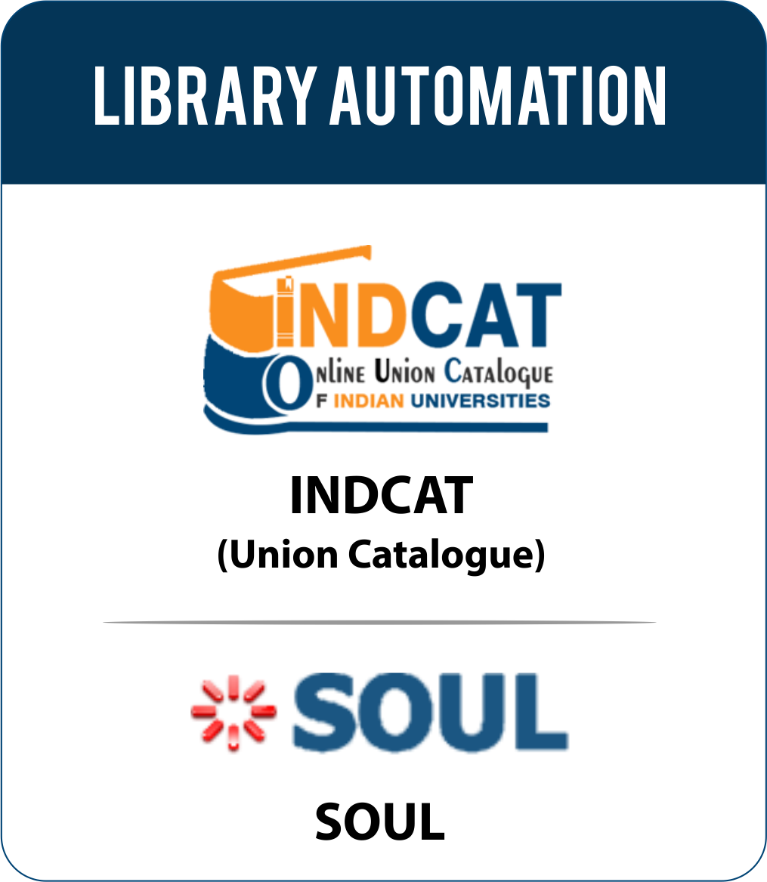 LIBRARY AUTOMATION
INDCAT
Online Union Catalogue
OF INDIAN UNIVERSITIES
INDCAT
(Union Catalogue)
SOUL
SOUL